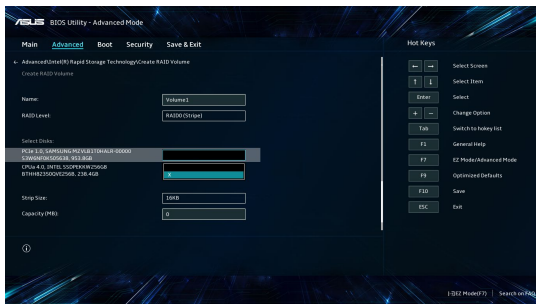 ASUS BIOS Utility - Advanced Mode
Main Advanced Boot Security Save & Exit Hot Keys
← Advanced\Intel(R) Rapid Storage Technology\Create RAID Volume
Create RAID Volume
Name: Volume1
RAID Level: RAID0 (Stripe)
Select Disks:
PCIe 1.0, SAMSUNG MZVLB1T0HALR-00000
S3W6NF0K505638, 953.8GB
CPUa 4.0, INTEL SSDPEKKW256G8
BTHH82350QVE256B, 238.4GB
X
Strip Size: 16KB
Capacity (MB): 0
← → Select Screen
↑ ↓ Select Item
Enter Select
+ − Change Option
Tab Switch to hokey list
F1 General Help
F7 EZ Mode/Advanced Mode
F9 Optimized Defaults
F10 Save
ESC Exit
EZ Mode(F7) | Search on FAQ